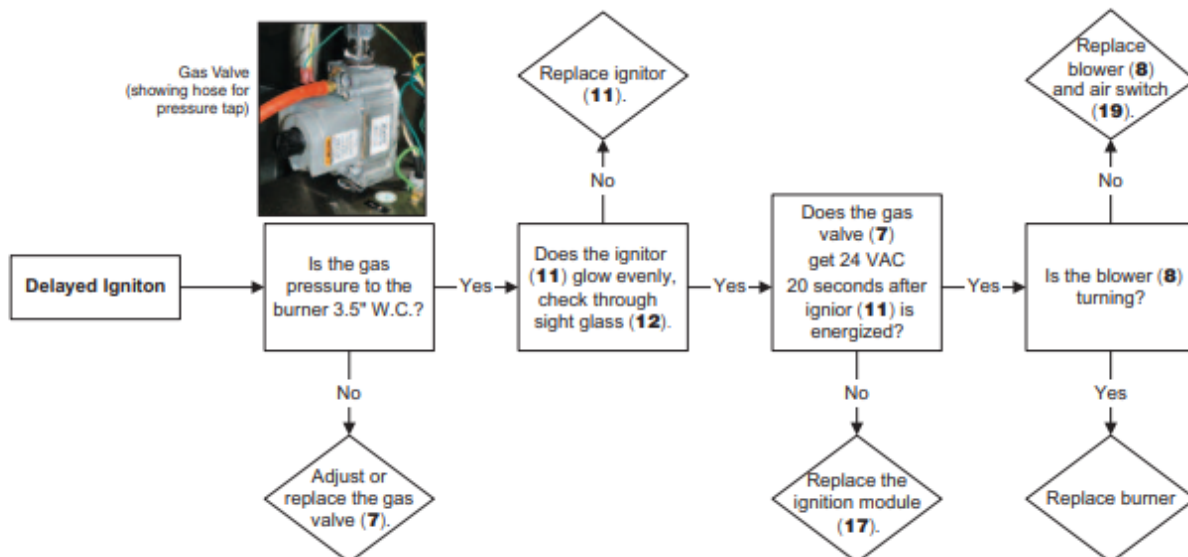 Gas Valve
(showing hose for
pressure tap)
Replace ignitor
(11).
Replace
blower (8)
and air switch
(19).
No
No
Delayed Igniton
Is the gas
pressure to the
burner 3.5" W.C.?
Yes
Does the ignitor
(11) glow evenly,
check through
sight glass (12).
Yes
Does the gas
valve (7)
get 24 VAC
20 seconds after
ignior (11) is
energized?
Yes
Is the blower (8)
turning?
No
No
Yes
Adjust or
replace the gas
valve (7).
Replace the
ignition module
(17).
Replace burner